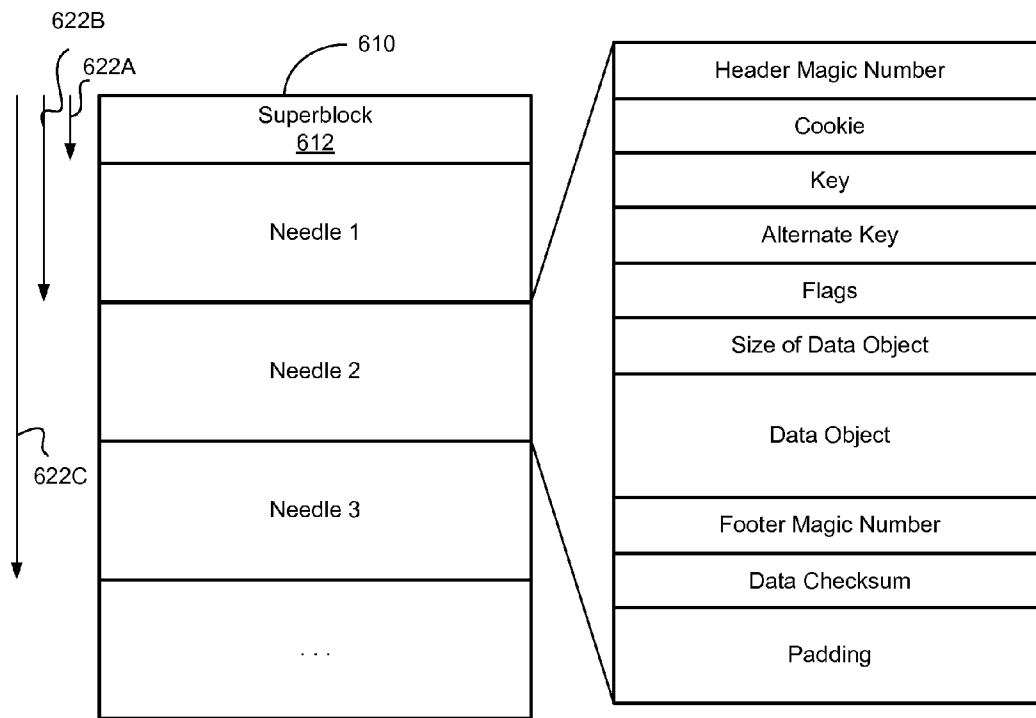 622B
622A
610
Superblock
612
Needle 1
Needle 2
Needle 3
. . .
622C
Header Magic Number
Cookie
Key
Alternate Key
Flags
Size of Data Object
Data Object
Footer Magic Number
Data Checksum
Padding